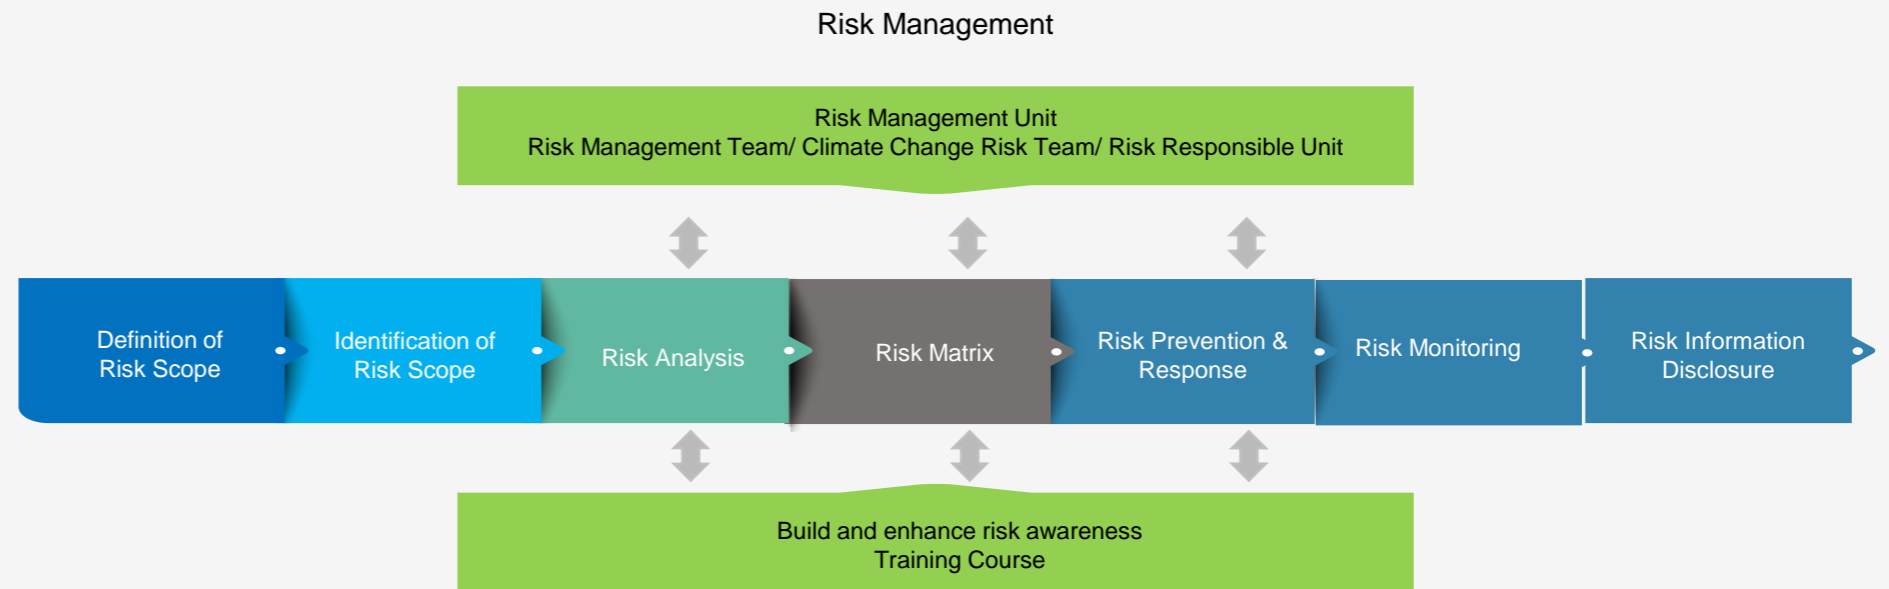 Risk Management
Risk Management Unit
Risk Management Team/ Climate Change Risk Team/ Risk Responsible Unit
Definition of
Risk Scope
Identification of
Risk Scope
Risk Analysis
Risk Matrix
Risk Prevention &
Response
Risk Monitoring
Risk Information
Disclosure
Build and enhance risk awareness
Training Course